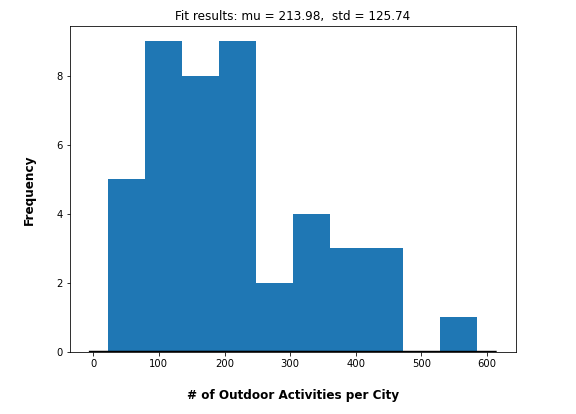 Fit results: mu = 213.98,  std = 125.74
8
6
4
2
0
Frequency
0 100 200 300 400 500 600
# of Outdoor Activities per City